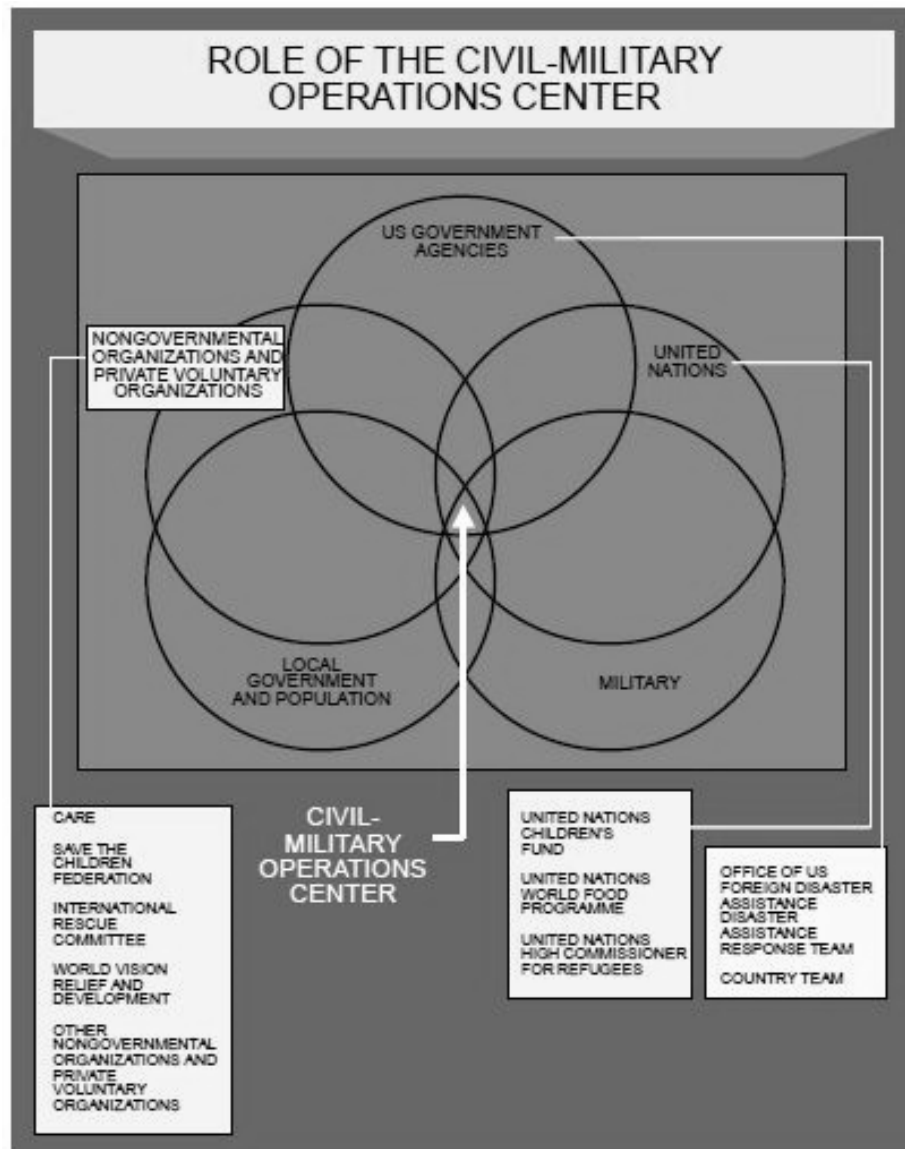 ROLE OF THE CIVIL-MILITARY
OPERATIONS CENTER
US GOVERNMENT
AGENCIES
NONGOVERNMENTAL
ORGANIZATIONS AND
PRIVATE VOLUNTARY
ORGANIZATIONS
UNITED
NATIONS
LOCAL
GOVERNMENT
AND POPULATION
MILITARY
CARE
SAVE THE
CHILDREN
FEDERATION
INTERNATIONAL
RESCUE
COMMITTEE
WORLD VISION
RELIEF AND
DEVELOPMENT
OTHER
NONGOVERNMENTAL
ORGANIZATIONS AND
PRIVATE
VOLUNTARY
ORGANIZATIONS
CIVIL-
MILITARY
OPERATIONS
CENTER
UNITED NATIONS
CHILDREN'S
FUND
UNITED NATIONS
WORLD FOOD
PROGRAMME
UNITED NATIONS
HIGH COMMISSIONER
FOR REFUGEES
OFFICE OF US
FOREIGN DISASTER
ASSISTANCE
DISASTER
ASSISTANCE
RESPONSE TEAM
COUNTRY TEAM